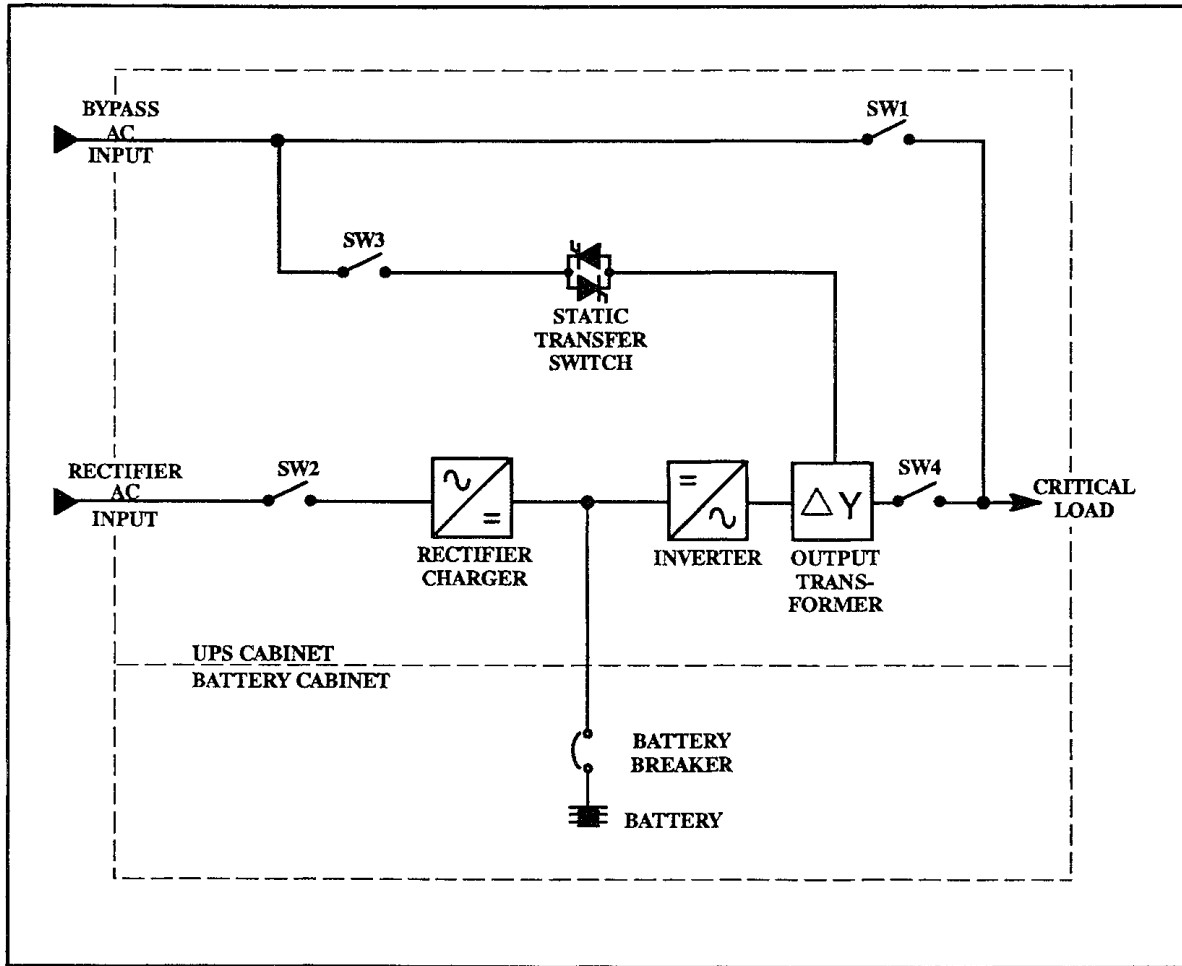 BYPASS
AC
INPUT
SW1
SW3
STATIC
TRANSFER
SWITCH
RECTIFIER
AC
INPUT
SW2
RECTIFIER
CHARGER
INVERTER
Δ Y
OUTPUT
TRANS-
FORMER
SW4
CRITICAL
LOAD
UPS CABINET
BATTERY CABINET
BATTERY
BREAKER
BATTERY